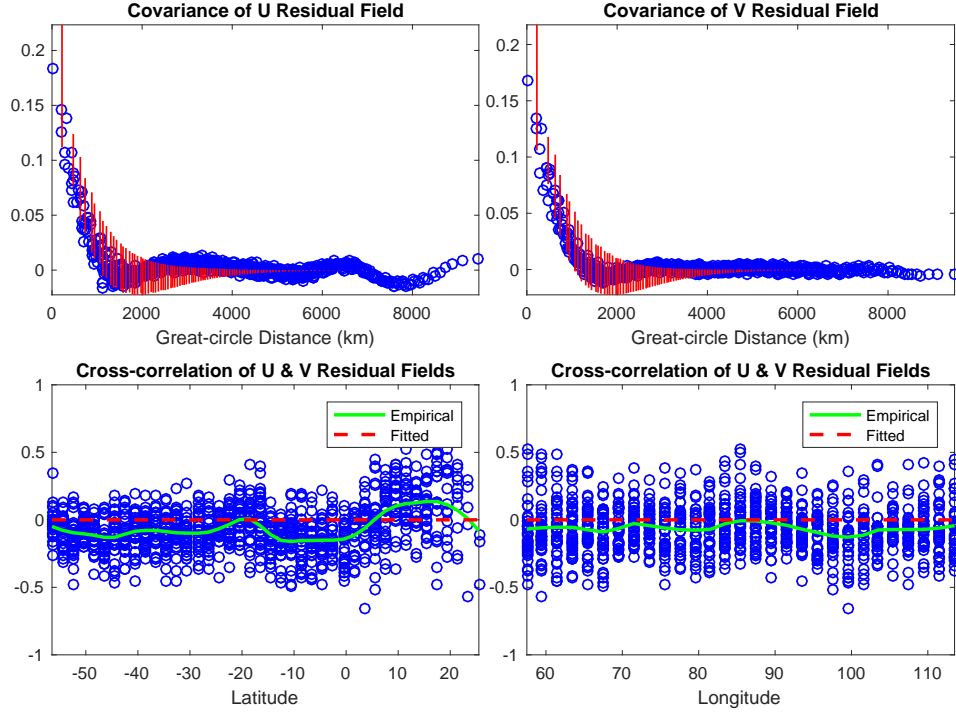 Covariance of U Residual Field
0.2
0.15
0.1
0.05
0
0 2000 4000 6000 8000
Great-circle Distance (km)
Covariance of V Residual Field
0.2
0.15
0.1
0.05
0
0 2000 4000 6000 8000
Great-circle Distance (km)
Cross-correlation of U & V Residual Fields
1
0.5
0
-0.5
-1
Empirical
Fitted
-50 -40 -30 -20 -10 0 10 20
Latitude
Cross-correlation of U & V Residual Fields
1
0.5
0
-0.5
-1
Empirical
Fitted
60 70 80 90 100 110
Longitude